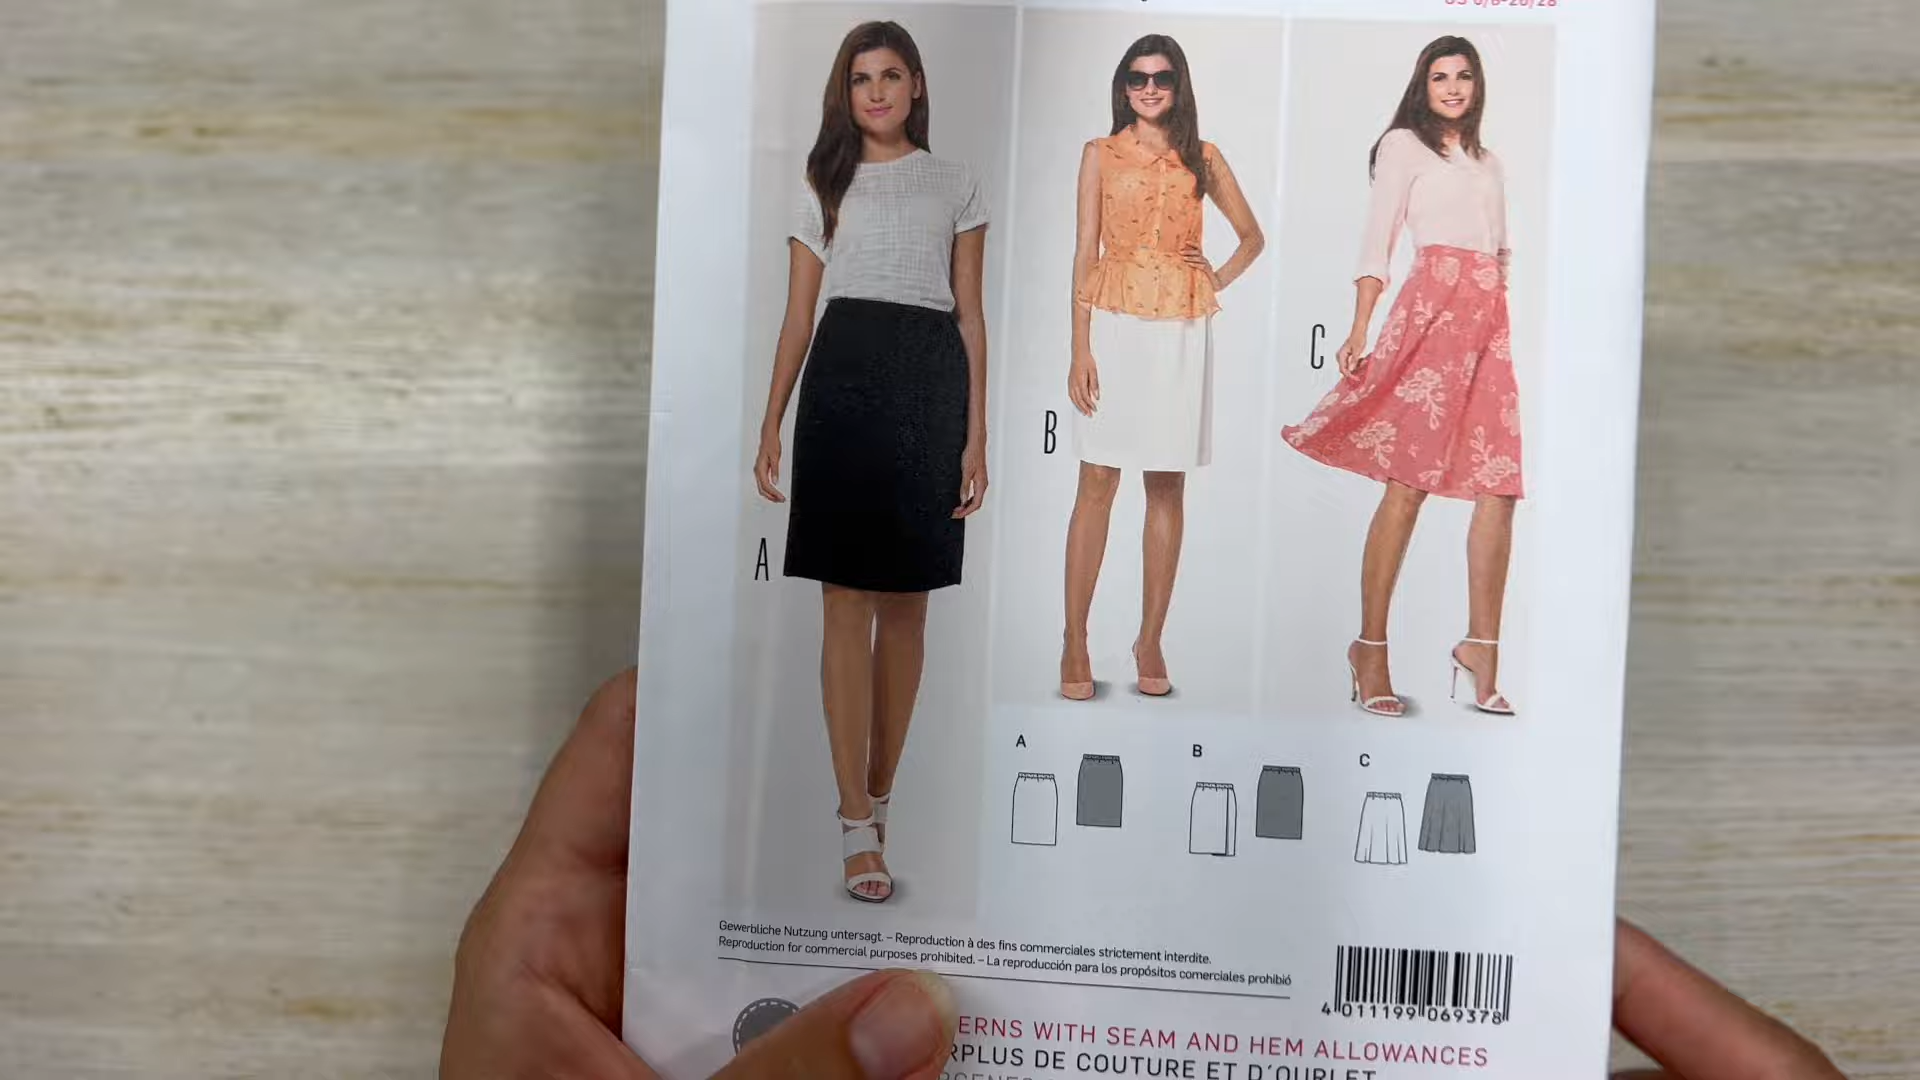 A
B
C
A
B
C
Gewerbliche Nutzung untersagt. – Reproduction à des fins commerciales strictement interdite.
Reproduction for commercial purposes prohibited. – La reproducción para los propósitos comerciales prohibió
4 011199 069378
ERNS WITH SEAM AND HEM ALLOWANCES
RPLUS DE COUTURE ET D'OURLET